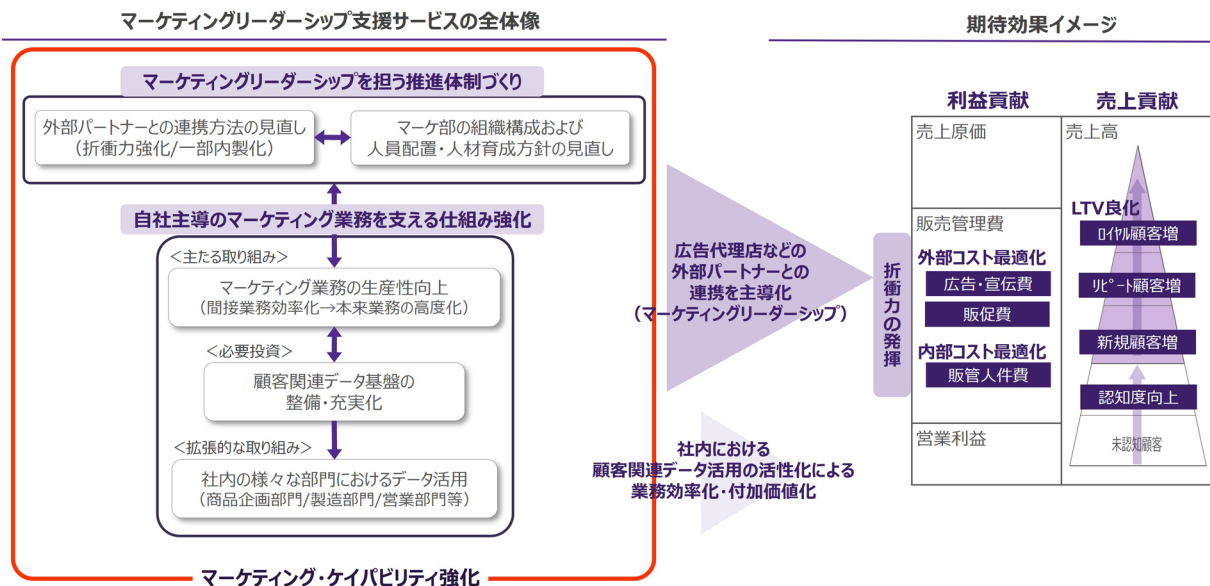 マーケティングリーダーシップ支援サービスの全体像
マーケティングリーダーシップを担う推進体制づくり
外部パートナーとの連携方法の見直し
(折衝力強化/一部内製化)
マーケ部の組織構成および
人員配置・人材育成方針の見直し
自社主導のマーケティング業務を支える仕組み強化
<主たる取り組み>
マーケティング業務の生産性向上
(間接業務効率化→本来業務の高度化)
<必要投資>
顧客関連データ基盤の
整備・充実化
<拡張的な取り組み>
社内の様々な部門におけるデータ活用
(商品企画部門/製造部門/営業部門等)
マーケティング・ケイパビリティ強化
広告代理店などの
外部パートナーとの
連携を主導化
(マーケティングリーダーシップ)
社内における
顧客関連データ活用の活性化による
業務効率化・付加価値化
期待効果イメージ
折衝力の発揮
利益貢献
売上原価
販売管理費
外部コスト最適化
広告・宣伝費
販促費
内部コスト最適化
販管人件費
営業利益
売上貢献
売上高
LTV良化
ﾛｲﾔﾙ顧客増
ﾘﾋﾟｰﾄ顧客増
新規顧客増
認知度向上
未認知顧客